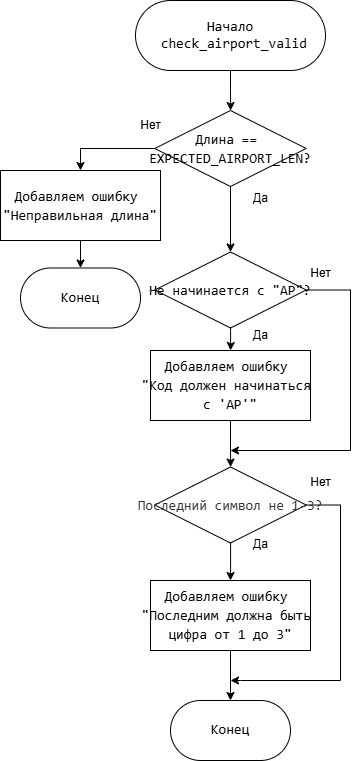 Начало
check_airport_valid
Нет
Длина ==
EXPECTED_AIRPORT_LEN?
Добавляем ошибку
"Неправильная длина"
Да
Конец
Нет
Не начинается с "AP"?
Да
Добавляем ошибку
"Код должен начинаться
с 'AP'"
Нет
Последний символ не 1-3?
Да
Добавляем ошибку
"Последним должна быть
цифра от 1 до 3"
Конец